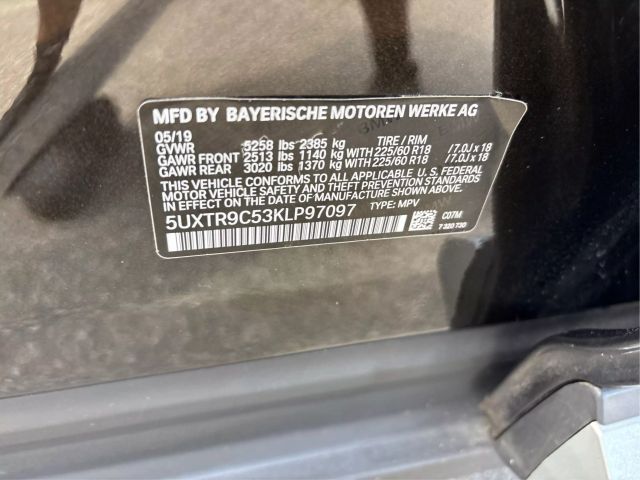 MFD BY BAYERISCHE MOTOREN WERKE AG
05/19
GVWR 5258 lbs 2385 kg TIRE / RIM
GAWR FRONT 2513 lbs 1140 kg WITH 225/60 R18 /7.0J x 18
GAWR REAR 3020 lbs 1370 kg WITH 225/60 R18 /7.0J x 18
THIS VEHICLE CONFORMS TO ALL APPLICABLE U.S. FEDERAL
MOTOR VEHICLE SAFETY AND THEFT PREVENTION STANDARDS IN
EFFECT ON THE DATE OF MANUFACTURE SHOWN ABOVE.
5UXTR9C53KLP97097 TYPE: MPV
C07M
7 320 730